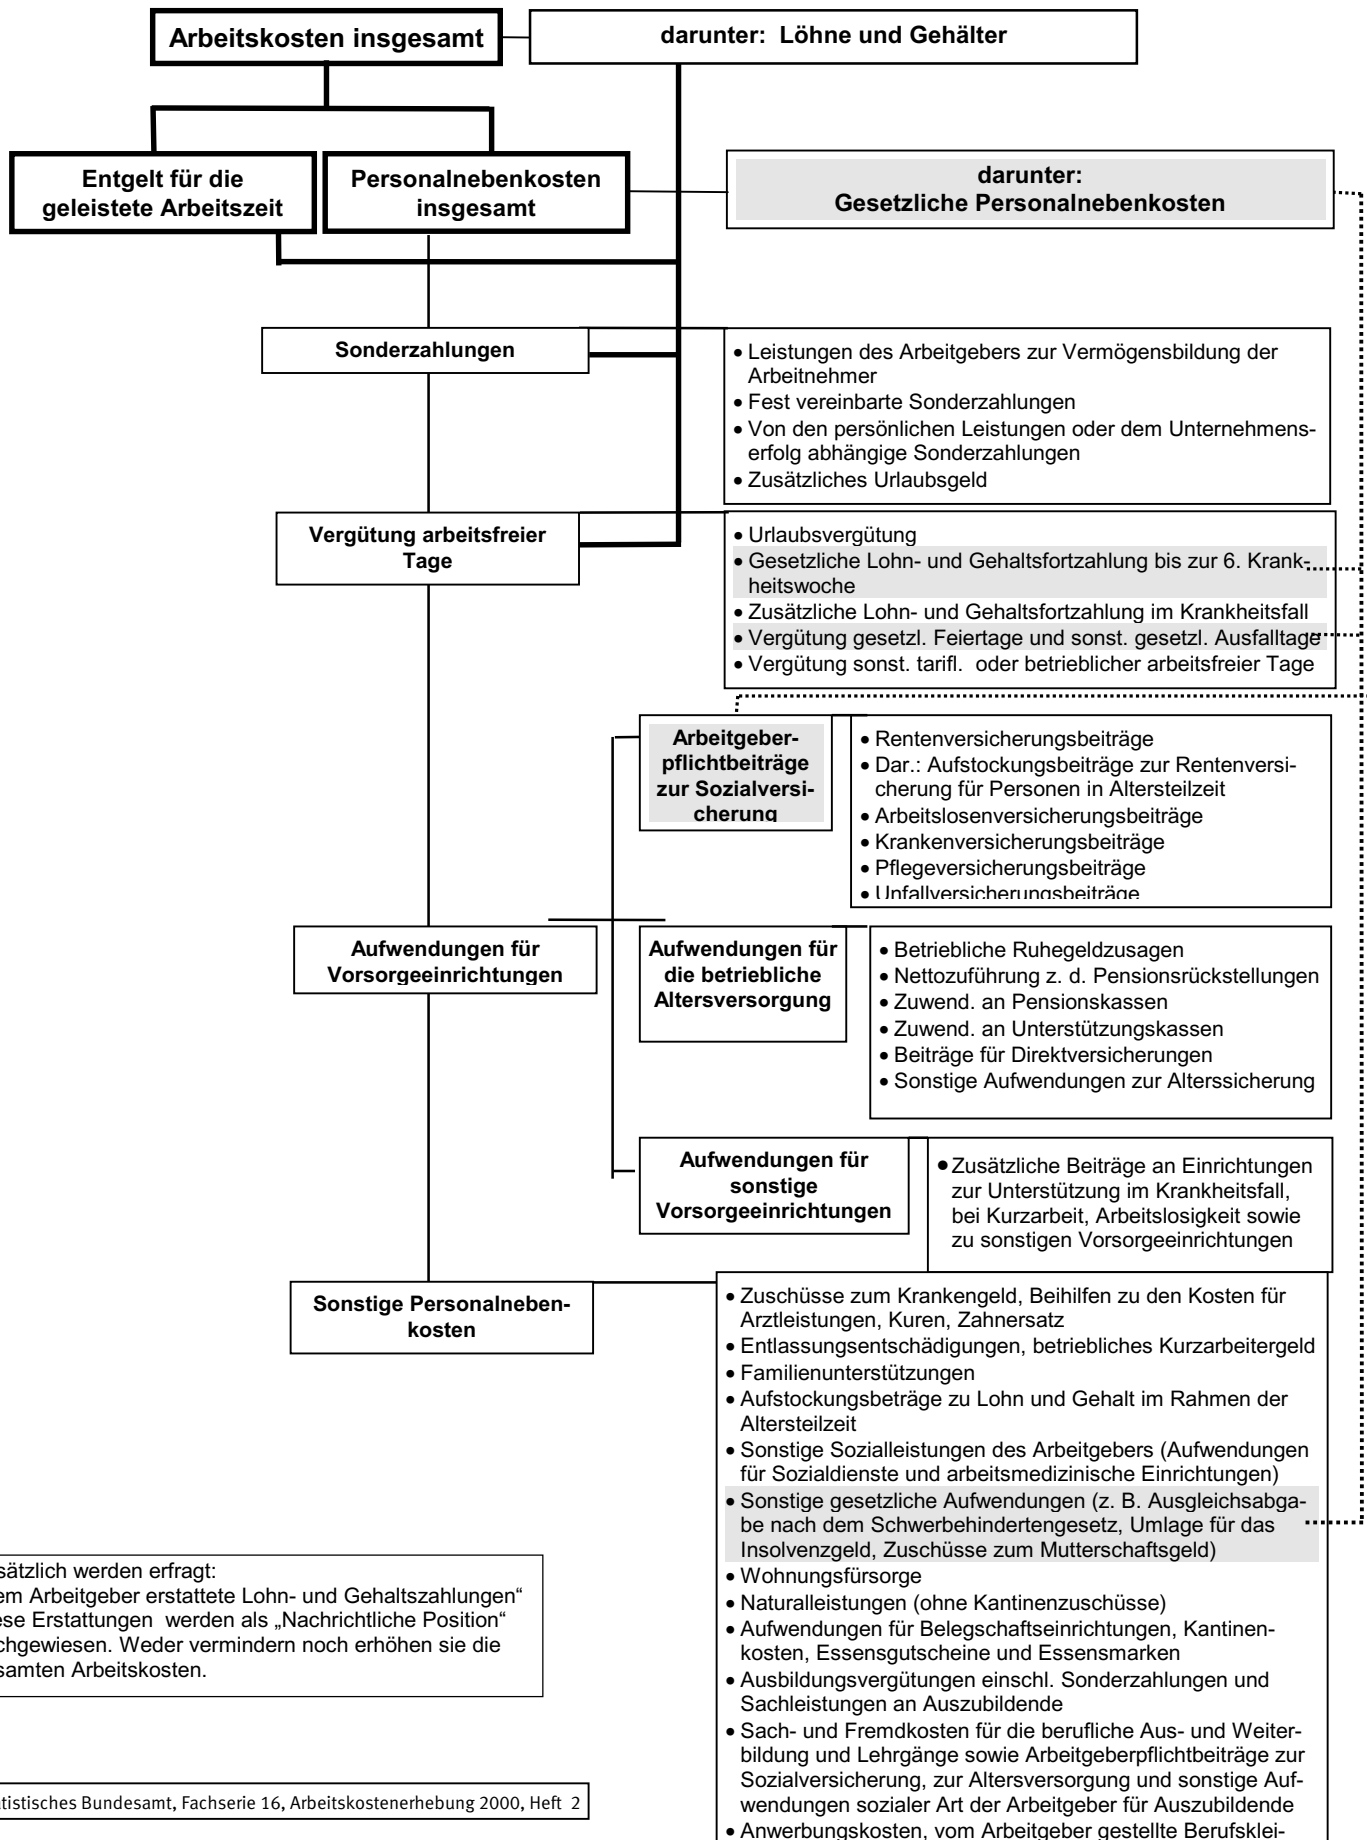 Arbeitskosten insgesamt
darunter: Löhne und Gehälter
Entgelt für die
geleistete Arbeitszeit
Personalnebenkosten
insgesamt
darunter:
Gesetzliche Personalnebenkosten
Sonderzahlungen
• Leistungen des Arbeitgebers zur Vermögensbildung der
Arbeitnehmer
• Fest vereinbarte Sonderzahlungen
• Von den persönlichen Leistungen oder dem Unternehmens-
erfolg abhängige Sonderzahlungen
• Zusätzliches Urlaubsgeld
Vergütung arbeitsfreier
Tage
• Urlaubsvergütung
• Gesetzliche Lohn- und Gehaltsfortzahlung bis zur 6. Krank-
heitswoche
• Zusätzliche Lohn- und Gehaltsfortzahlung im Krankheitsfall
• Vergütung gesetzl. Feiertage und sonst. gesetzl. Ausfalltage
• Vergütung sonst. tarifl. oder betrieblicher arbeitsfreier Tage
Arbeitgeber-
pflichtbeiträge
zur Sozialversi-
cherung
• Rentenversicherungsbeiträge
• Dar.: Aufstockungsbeiträge zur Rentenversi-
cherung für Personen in Altersteilzeit
• Arbeitslosenversicherungsbeiträge
• Krankenversicherungsbeiträge
• Pflegeversicherungsbeiträge
• Unfallversicherungsbeiträge
Aufwendungen für
Vorsorgeeinrichtungen
Aufwendungen für
die betriebliche
Altersversorgung
• Betriebliche Ruhegeldzusagen
• Nettozuführung z. d. Pensionsrückstellungen
• Zuwend. an Pensionskassen
• Zuwend. an Unterstützungskassen
• Beiträge für Direktversicherungen
• Sonstige Aufwendungen zur Alterssicherung
Aufwendungen für
sonstige
Vorsorgeeinrichtungen
• Zusätzliche Beiträge an Einrichtungen
zur Unterstützung im Krankheitsfall,
bei Kurzarbeit, Arbeitslosigkeit sowie
zu sonstigen Vorsorgeeinrichtungen
Sonstige Personalneben-
kosten
• Zuschüsse zum Krankengeld, Beihilfen zu den Kosten für
Arztleistungen, Kuren, Zahnersatz
• Entlassungsentschädigungen, betriebliches Kurzarbeitergeld
• Familienunterstützungen
• Aufstockungsbeträge zu Lohn und Gehalt im Rahmen der
Altersteilzeit
• Sonstige Sozialleistungen des Arbeitgebers (Aufwendungen
für Sozialdienste und arbeitsmedizinische Einrichtungen)
• Sonstige gesetzliche Aufwendungen (z. B. Ausgleichsabga-
be nach dem Schwerbehindertengesetz, Umlage für das
Insolvenzgeld, Zuschüsse zum Mutterschaftsgeld)
• Wohnungsfürsorge
• Naturalleistungen (ohne Kantinenzuschüsse)
• Aufwendungen für Belegschaftseinrichtungen, Kantinen-
kosten, Essensgutscheine und Essensmarken
• Ausbildungsvergütungen einschl. Sonderzahlungen und
Sachleistungen an Auszubildende
• Sach- und Fremdkosten für die berufliche Aus- und Weiter-
bildung und Lehrgänge sowie Arbeitgeberpflichtbeiträge zur
Sozialversicherung, zur Altersversorgung und sonstige Auf-
wendungen sozialer Art der Arbeitgeber für Auszubildende
• Anwerbungskosten, vom Arbeitgeber gestellte Berufsklei-
sätzlich werden erfragt:
em Arbeitgeber erstattete Lohn- und Gehaltszahlungen“
ese Erstattungen werden als „Nachrichtliche Position“
chgewiesen. Weder vermindern noch erhöhen sie die
samten Arbeitskosten.
atistisches Bundesamt, Fachserie 16, Arbeitskostenerhebung 2000, Heft 2